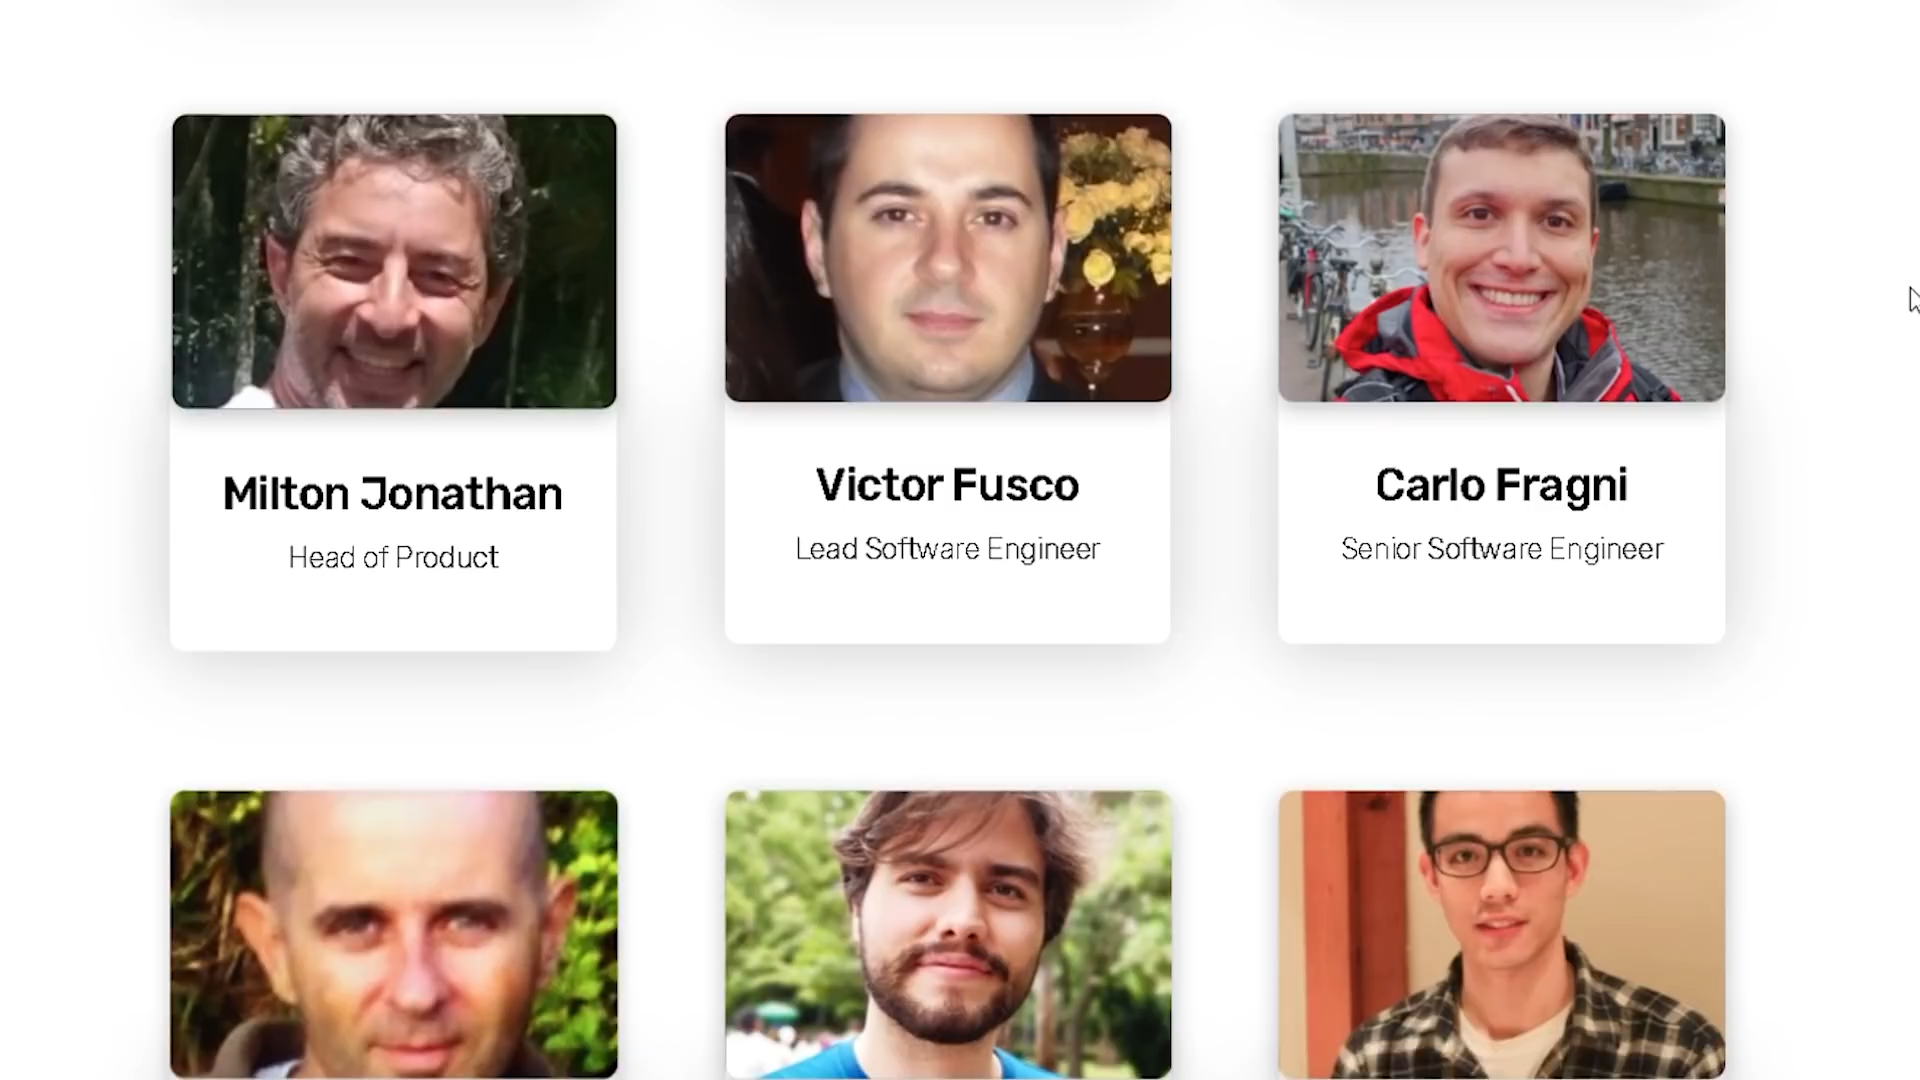 Milton Jonathan
Head of Product
Victor Fusco
Lead Software Engineer
Carlo Fragni
Senior Software Engineer